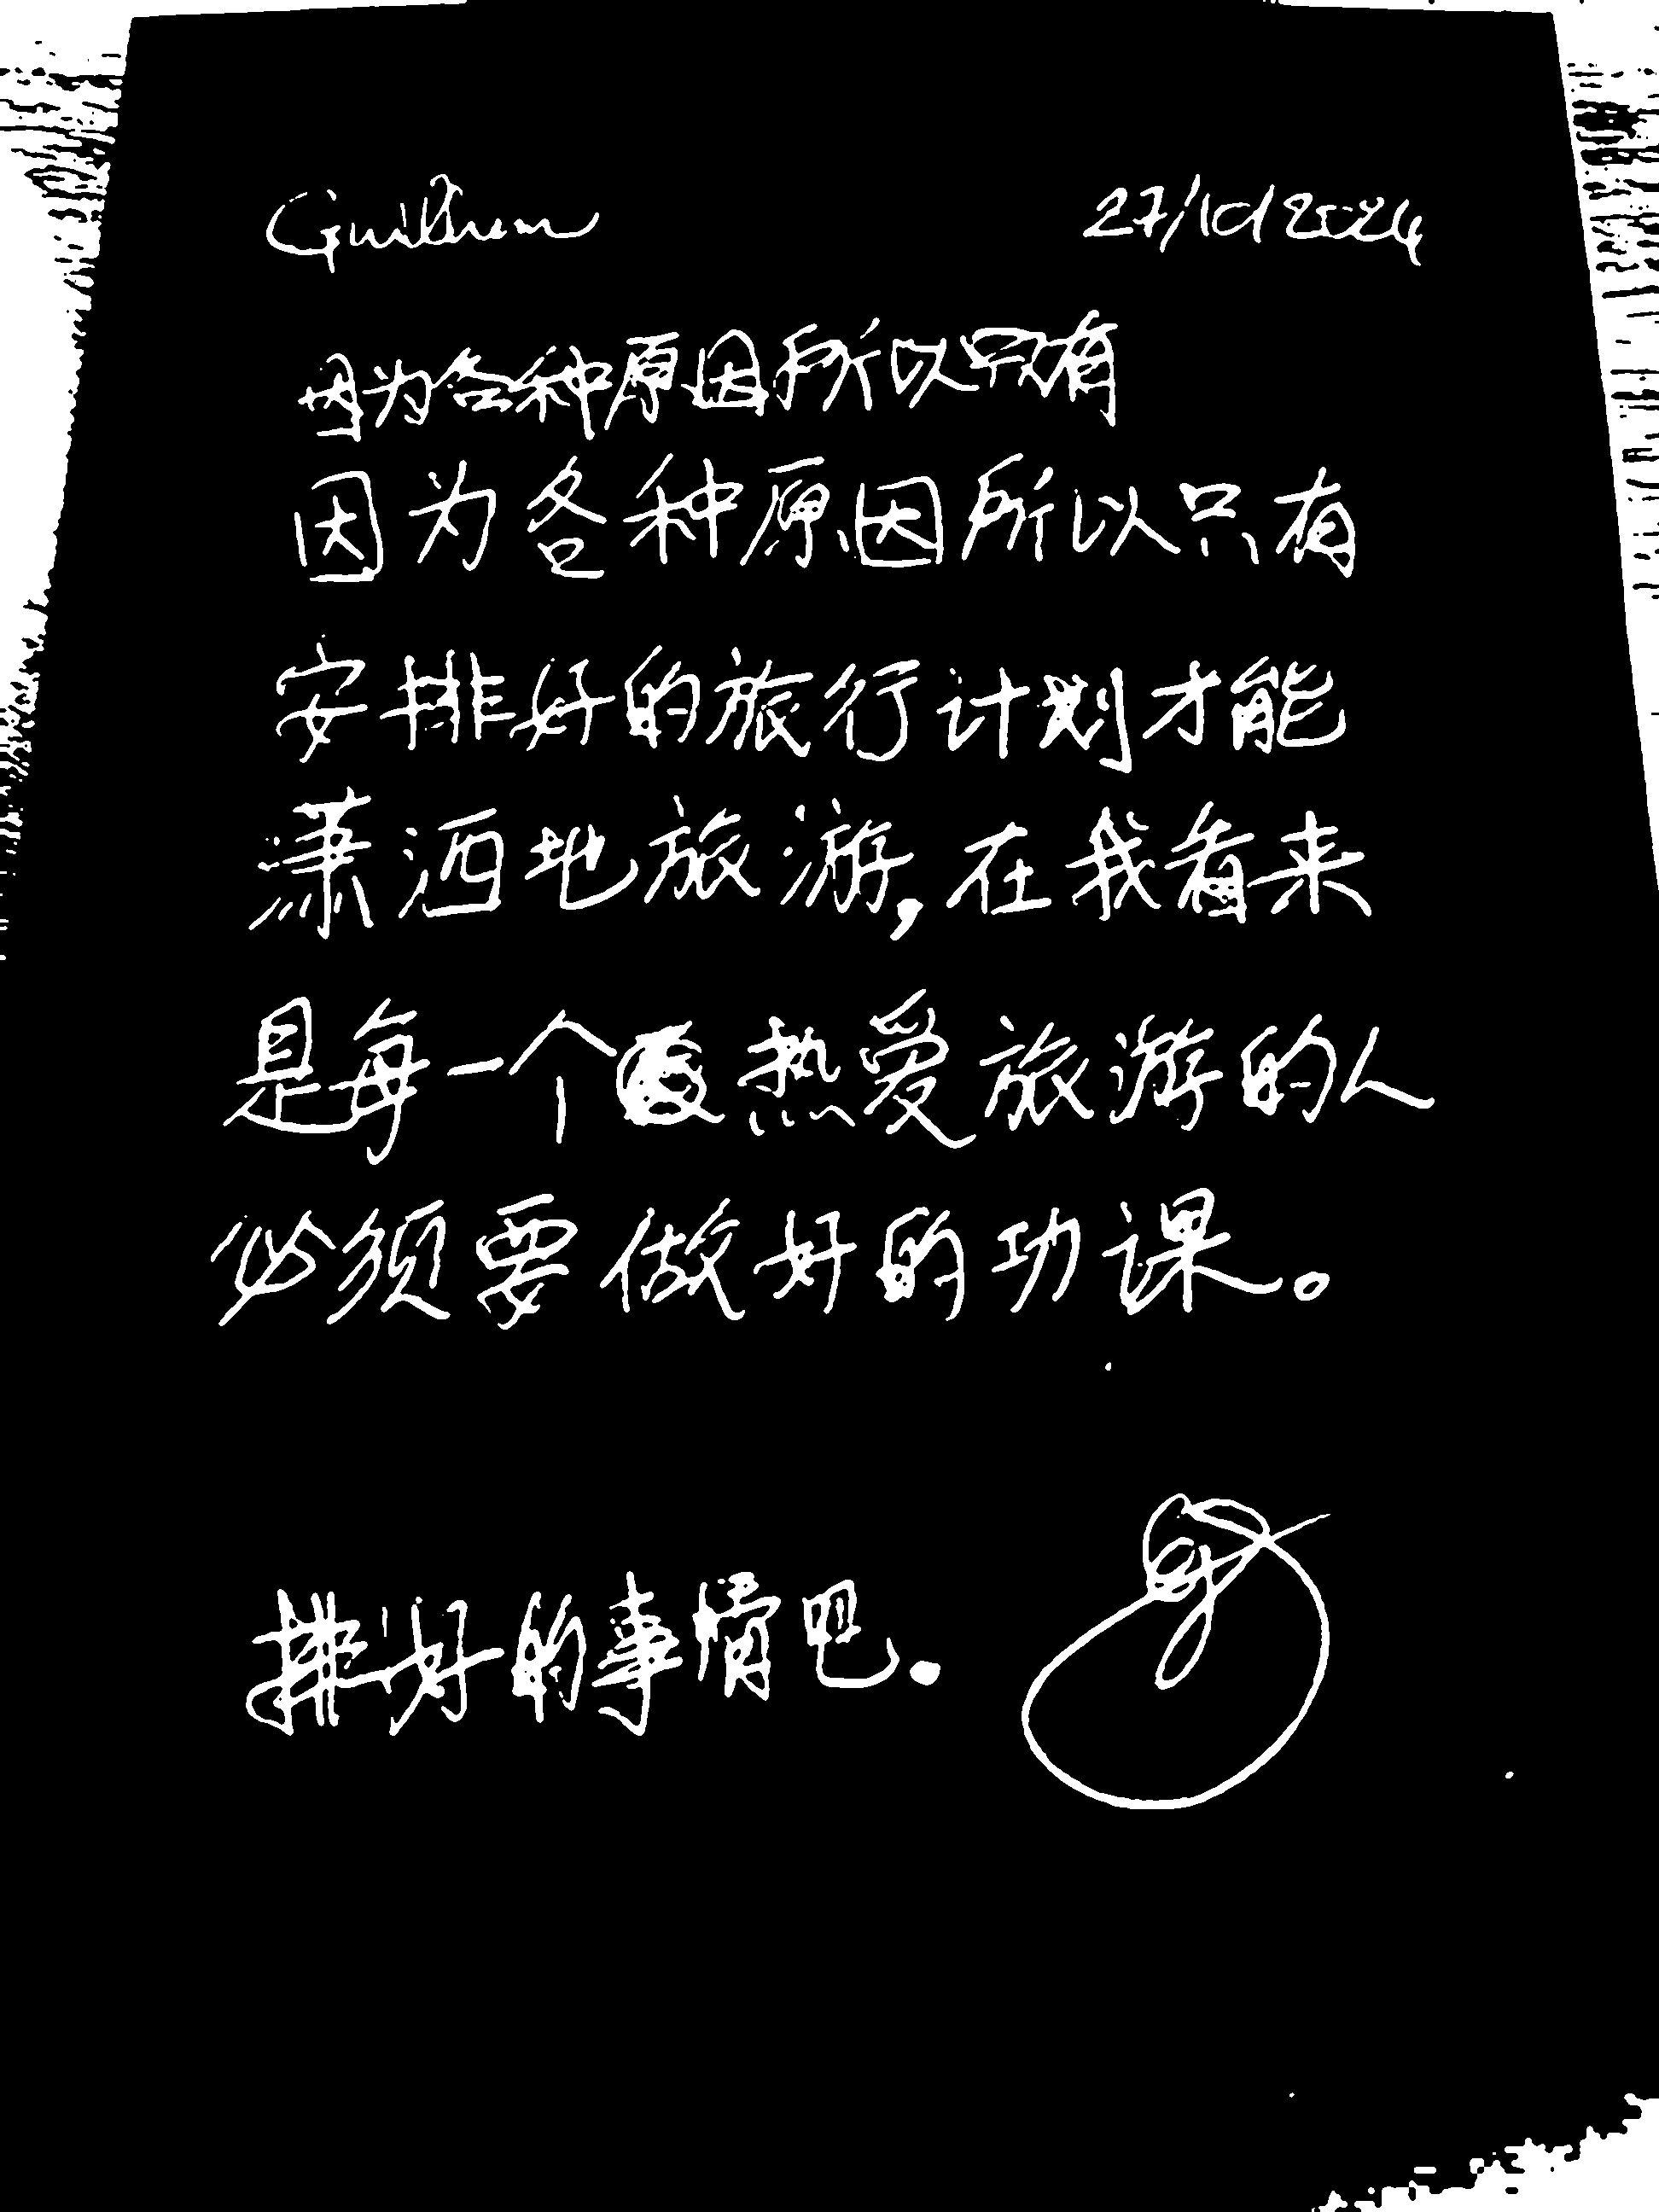 27/10/2024
因为各种原因所以只有
因为各种原因所以只有
安排好的旅行计划才能
潇洒地旅游,在我看来
是每一个热爱旅游的人
必须要做好的功课。
排好的事情吧.